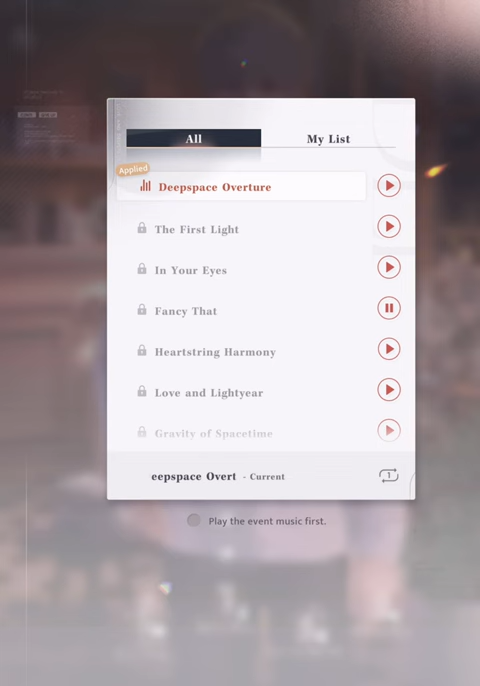 All
My List
Applied
Deepspace Overture
The First Light
In Your Eyes
Fancy That
Heartstring Harmony
Love and Lightyear
Gravity of Spacetime
eepspace Overt - Current
1
Play the event music first.